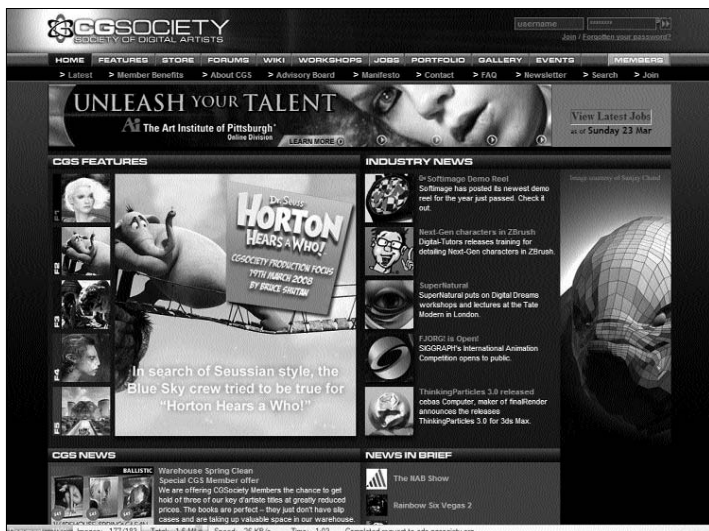 CGSOCIETY
SOCIETY OF DIGITAL ARTISTS
username
Join / Forgotten your password?
HOME FEATURES STORE FORUMS WIKI WORKSHOPS JOBS PORTFOLIO GALLERY EVENTS MEMBERS
> Latest > Member Benefits > About CGS > Advisory Board > Manifesto > Contact > FAQ > Newsletter > Search > Join
UNLEASH YOUR TALENT
Ai The Art Institute of Pittsburgh
Online Division
LEARN MORE
View Latest Jobs
as of Sunday 23 Mar
CGS FEATURES
F1
F2
F3
F4
F5
Dr. Seuss'
HORTON
HEARS A WHO!
CGSOCIETY PRODUCTION FOCUS
19TH MARCH 2008
BY BRUCE SHUTAN
In search of Seussian style, the
Blue Sky crew tried to be true for
“Horton Hears a Who!”
INDUSTRY NEWS
Softimage Demo Reel
Softimage has posted its newest demo
reel for the year just passed. Check it
out.
Next-Gen characters in ZBrush
Digital-Tutors releases training for
detailing Next-Gen characters in ZBrush.
SuperNatural
SuperNatural puts on Digital Dreams
workshops and lectures at the Tate
Modern in London.
FJORG! is Open!
SIGGRAPH's International Animation
Competition opens to public.
ThinkingParticles 3.0 released
cebas Computer, maker of finalRender
announces the releases
ThinkingParticles 3.0 for 3ds Max.
Image courtesy of Sanjay Chand
CGS NEWS
BALLISTIC
Warehouse Spring Clean
Special CGS Member offer
We are offering CGSociety Members the chance to get
hold of three of our key d'artiste titles at greatly reduced
prices. The books are perfect – they just don't have slip
cases and are taking up valuable space in our warehouse.
NEWS IN BRIEF
The NAB Show
Rainbow Six Vegas 2